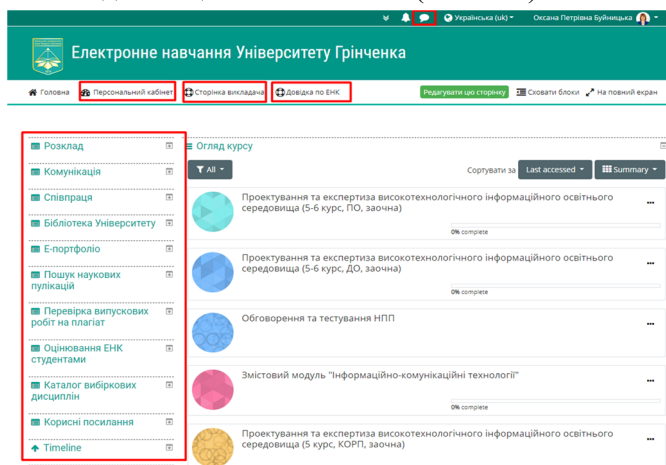 Українська (uk) Оксана Петрівна Буйницька
Електронне навчання Університету Грінченка
Головна Персональний кабінет Сторінка викладача Довідка по ЕНК Редагувати цю сторінку Сховати блоки На повний екран
Розклад
Комунікація
Співпраця
Бібліотека Університету
Е-портфоліо
Пошук наукових
пулікацій
Перевірка випускових
робіт на плагіат
Оцінювання ЕНК
студентами
Каталог вибіркових
дисциплін
Корисні посилання
Timeline
Огляд курсу
All Сортувати за Last accessed Summary
Проектування та експертиза високотехнологічного інформаційного освітнього
середовища (5-6 курс, ПО, заочна)
0% complete
Проектування та експертиза високотехнологічного інформаційного освітнього
середовища (5-6 курс, ДО, заочна)
0% complete
Обговорення та тестування НПП
Змістовий модуль "Інформаційно-комунікаційні технології"
0% complete
Проектування та експертиза високотехнологічного інформаційного освітнього
середовища (5 курс, КОРП, заочна)